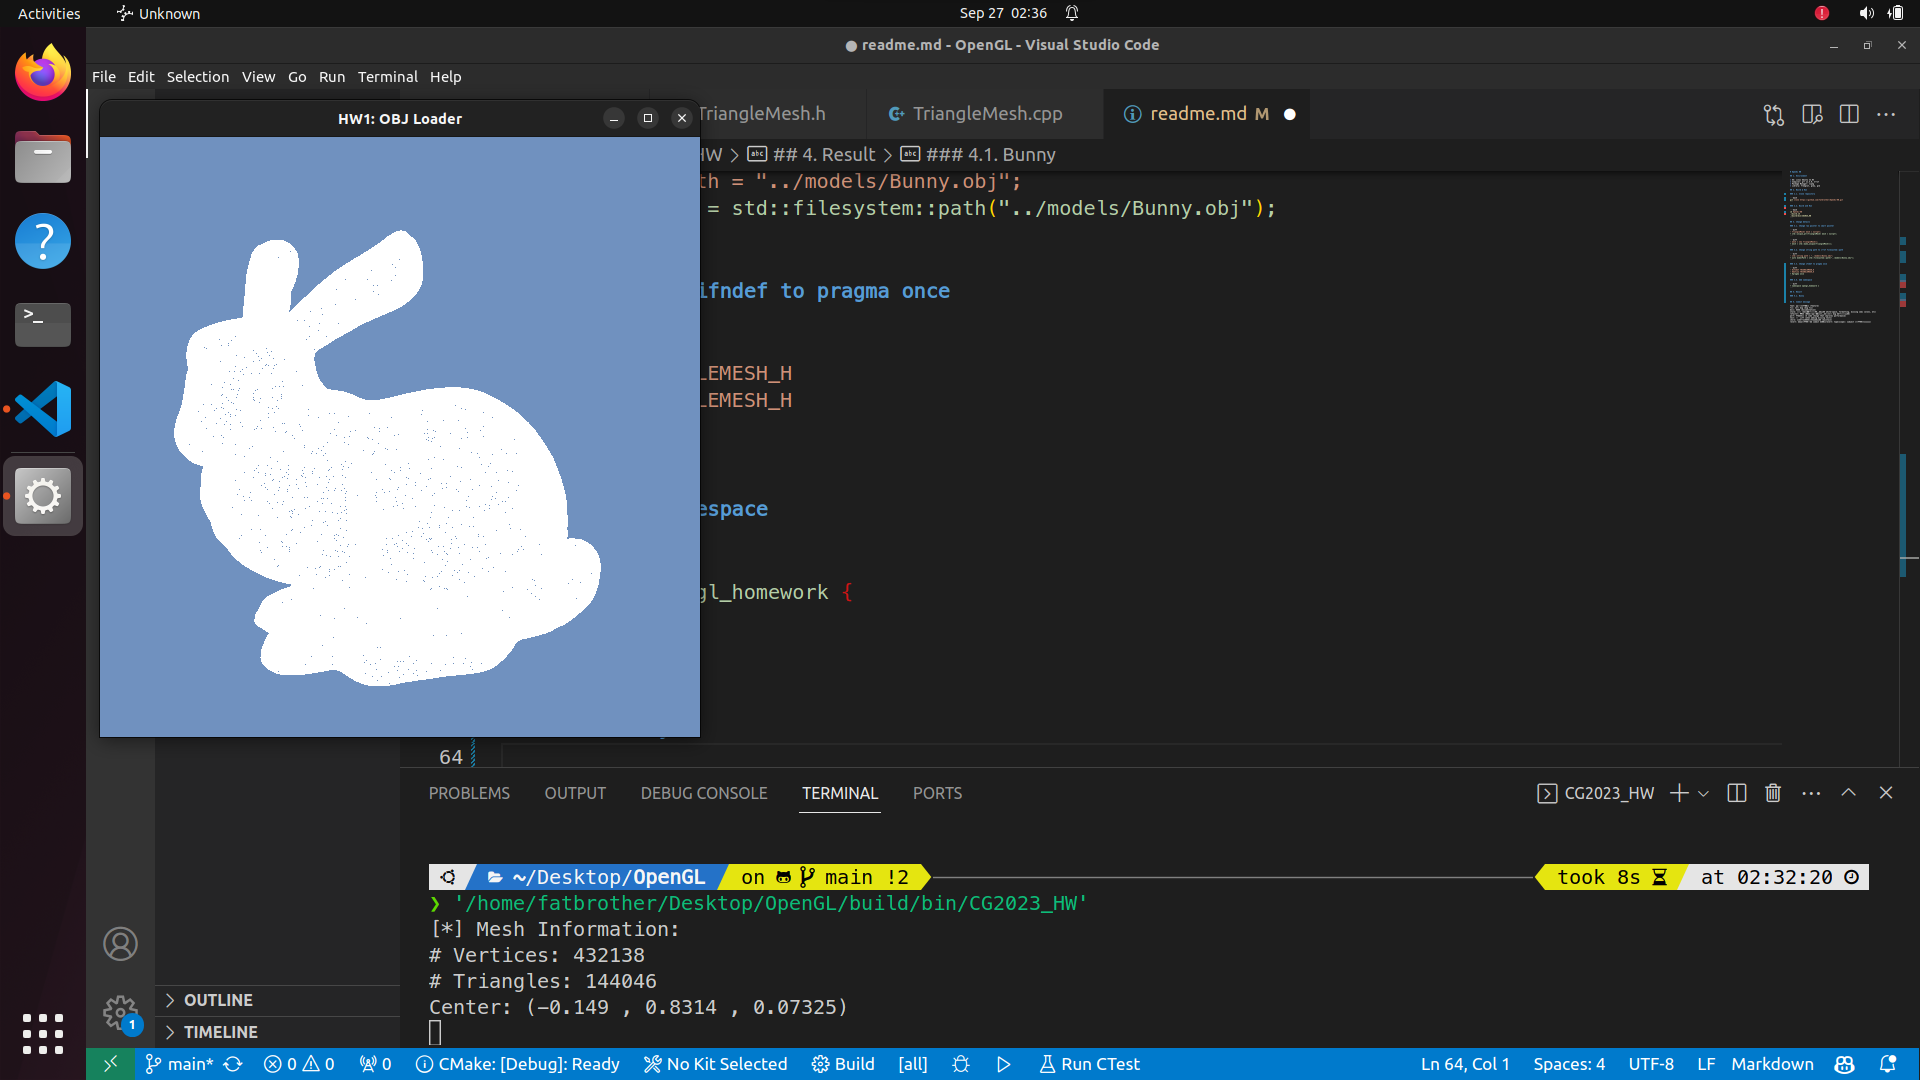 Activities
Unknown
Sep 27 02:36
● readme.md - OpenGL - Visual Studio Code
File Edit Selection View Go Run Terminal Help
HW1: OBJ Loader
TriangleMesh.h
TriangleMesh.cpp
readme.md M
HW > ## 4. Result > ### 4.1. Bunny
th = "../models/Bunny.obj";
= std::filesystem::path("../models/Bunny.obj");
ifndef to pragma once
LEMESH_H
LEMESH_H
espace
gl_homework {
64
PROBLEMS OUTPUT DEBUG CONSOLE TERMINAL PORTS
CG2023_HW
~/Desktop/OpenGL on main !2
took 8s at 02:32:20
❯ '/home/fatbrother/Desktop/OpenGL/build/bin/CG2023_HW'
[*] Mesh Information:
# Vertices: 432138
# Triangles: 144046
Center: (-0.149 , 0.8314 , 0.07325)
OUTLINE
1
TIMELINE
main* 0 0 0 CMake: [Debug]: Ready No Kit Selected Build [all] Run CTest
Ln 64, Col 1 Spaces: 4 UTF-8 LF Markdown